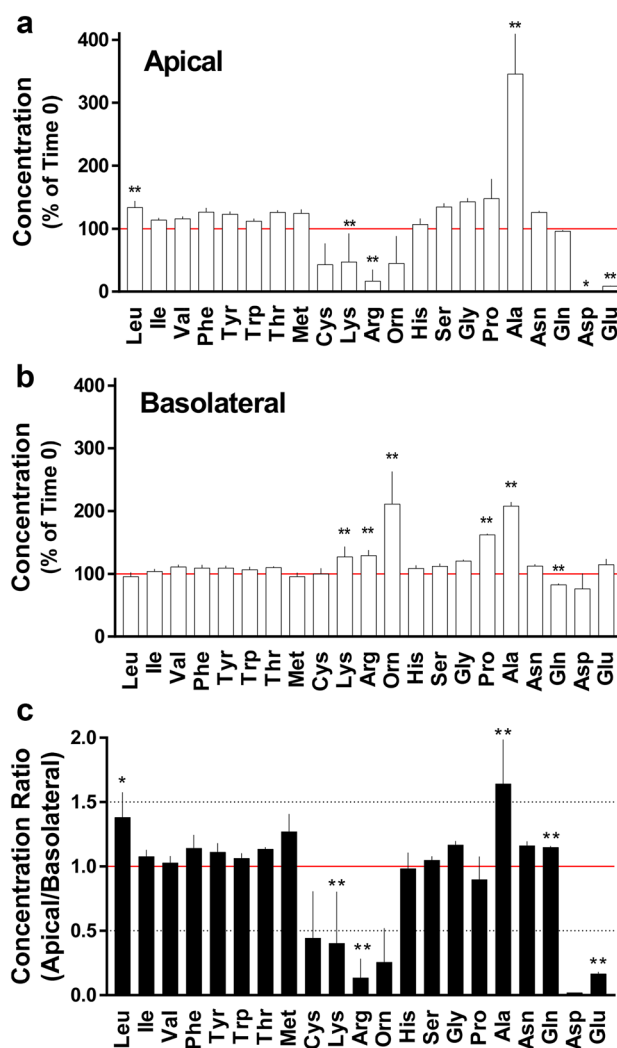 a
Apical
Concentration
(% of Time 0)
400
300
200
100
0
**
**
**
**
*
**
Leu Ile Val Phe Tyr Trp Thr Met Cys Lys Arg Orn His Ser Gly Pro Ala Asn Gln Asp Glu
b
Basolateral
Concentration
(% of Time 0)
400
300
200
100
0
**
**
**
**
**
**
Leu Ile Val Phe Tyr Trp Thr Met Cys Lys Arg Orn His Ser Gly Pro Ala Asn Gln Asp Glu
c
Concentration Ratio
(Apical/Basolateral)
2.0
1.5
1.0
0.5
0.0
*
**
**
**
**
**
Leu Ile Val Phe Tyr Trp Thr Met Cys Lys Arg Orn His Ser Gly Pro Ala Asn Gln Asp Glu